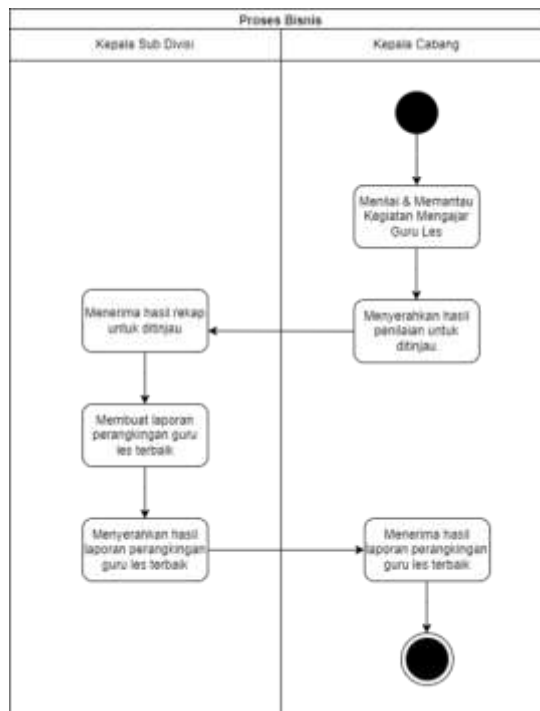 Proses Bisnis
Kepala Sub Divisi
Kepala Cabang
Menilai & Memantau
Kegiatan Mengajar
Guru Les
Menyerahkan hasil
penilaian untuk
ditinjau
Menerima hasil rekap
untuk ditinjau
Membuat laporan
perangkingan guru
les terbaik
Menyerahkan hasil
laporan perangkingan
guru les terbaik
Menerima hasil
laporan perangkingan
guru les terbaik